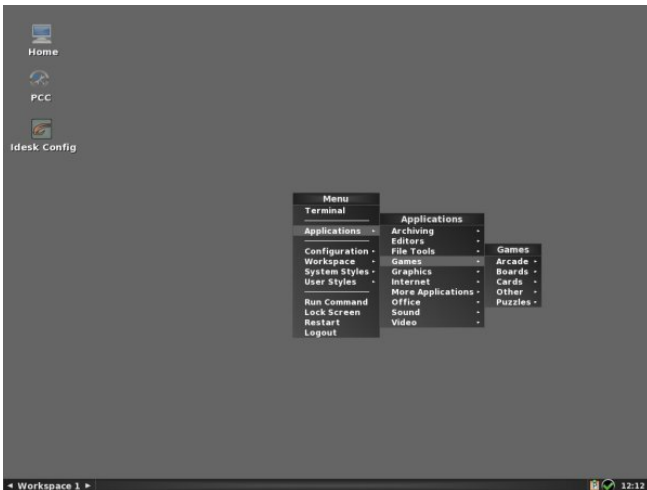 Home
PCC
Idesk Config
Menu
Terminal
Applications
Configuration
Workspace
System Styles
User Styles
Run Command
Lock Screen
Restart
Logout
Applications
Archiving
Editors
File Tools
Games
Graphics
Internet
More Applications
Office
Sound
Video
Games
Arcade
Boards
Cards
Other
Puzzles
Workspace 1
12:12